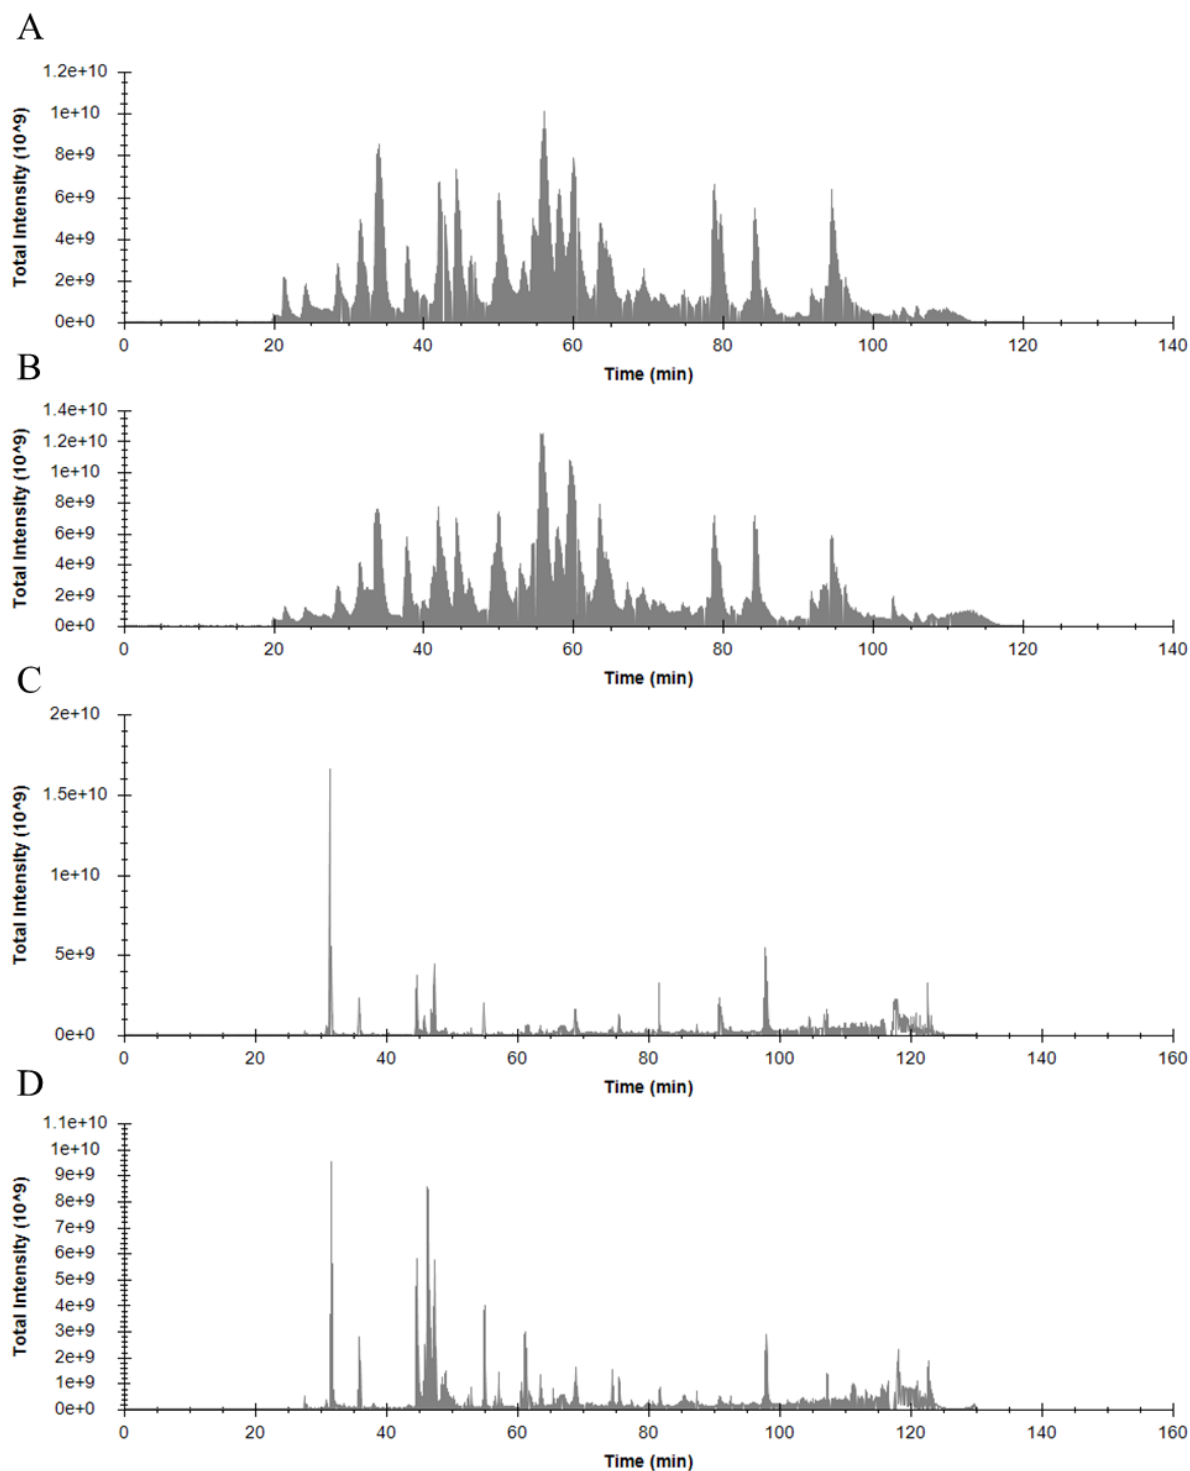 A
Total Intensity (10^9)
1.2e+10
1e+10
8e+9
6e+9
4e+9
2e+9
0e+0
0 20 40 60 80 100 120 140
Time (min)
B
Total Intensity (10^9)
1.4e+10
1.2e+10
1e+10
8e+9
6e+9
4e+9
2e+9
0e+0
0 20 40 60 80 100 120 140
Time (min)
C
Total Intensity (10^9)
2e+10
1.5e+10
1e+10
5e+9
0e+0
0 20 40 60 80 100 120 140 160
Time (min)
D
Total Intensity (10^9)
1.1e+10
1e+10
9e+9
8e+9
7e+9
6e+9
5e+9
4e+9
3e+9
2e+9
1e+9
0e+0
0 20 40 60 80 100 120 140 160
Time (min)